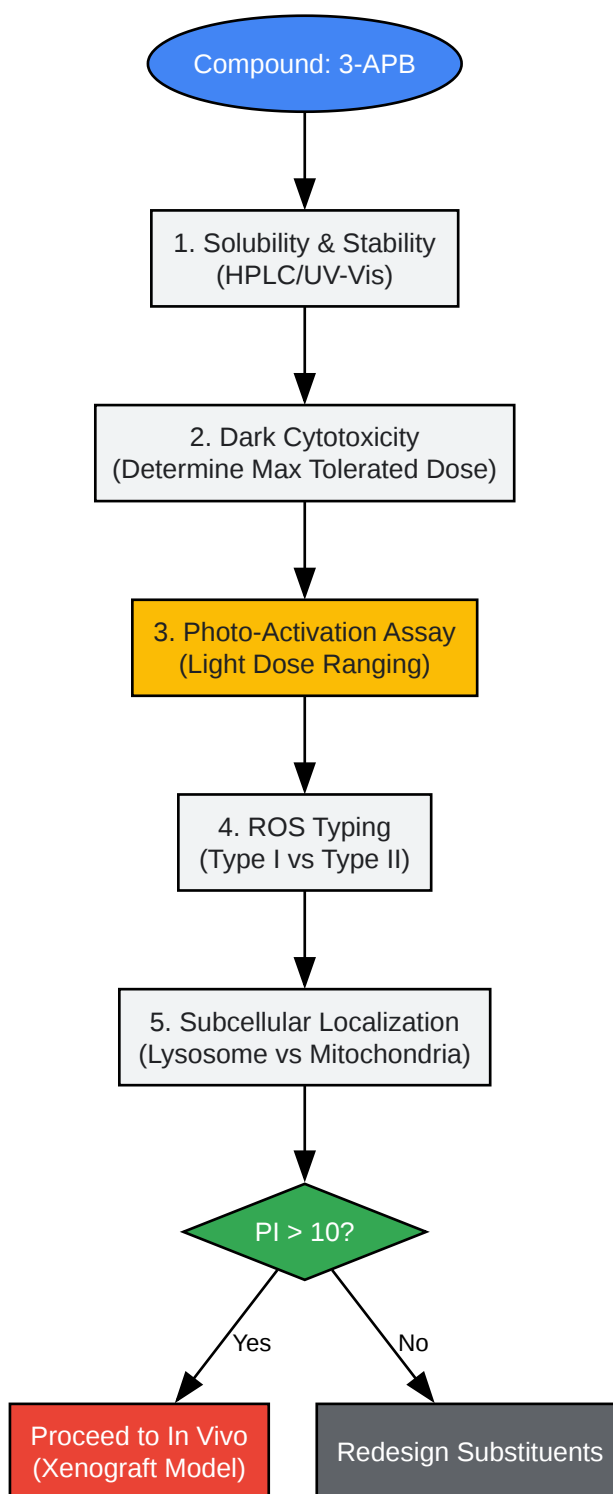 Compound: 3-APB
1. Solubility & Stability
(HPLC/UV-Vis)
2. Dark Cytotoxicity
(Determine Max Tolerated Dose)
3. Photo-Activation Assay
(Light Dose Ranging)
4. ROS Typing
(Type I vs Type II)
5. Subcellular Localization
(Lysosome vs Mitochondria)
PI > 10?
Yes
No
Proceed to In Vivo
(Xenograft Model)
Redesign Substituents